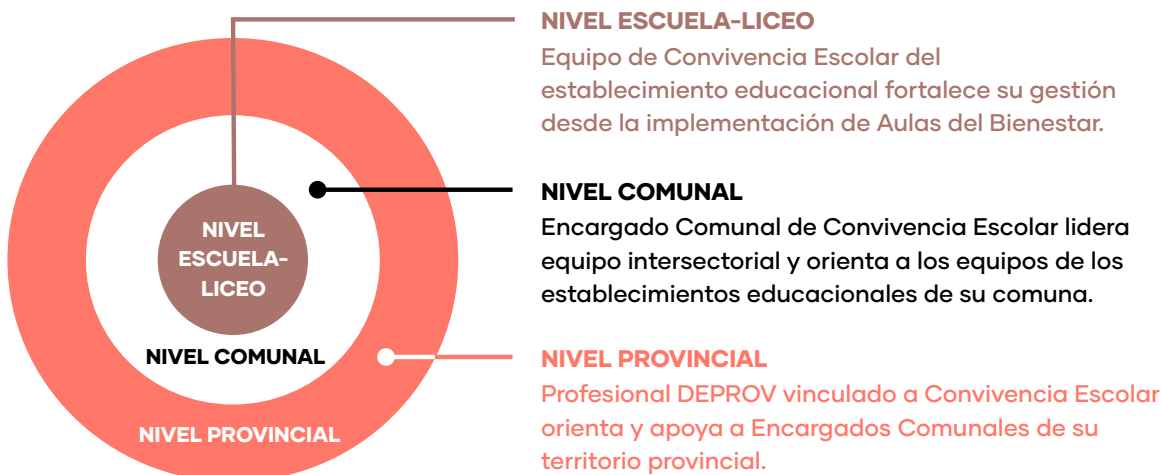 NIVEL ESCUELA-LICEO
Equipo de Convivencia Escolar del
establecimiento educacional fortalece su gestión
desde la implementación de Aulas del Bienestar.
NIVEL COMUNAL
Encargado Comunal de Convivencia Escolar lidera
equipo intersectorial y orienta a los equipos de los
establecimientos educacionales de su comuna.
NIVEL PROVINCIAL
Profesional DEPROV vinculado a Convivencia Escolar
orienta y apoya a Encargados Comunales de su
territorio provincial.
NIVEL
ESCUELA-
LICEO
NIVEL COMUNAL
NIVEL PROVINCIAL